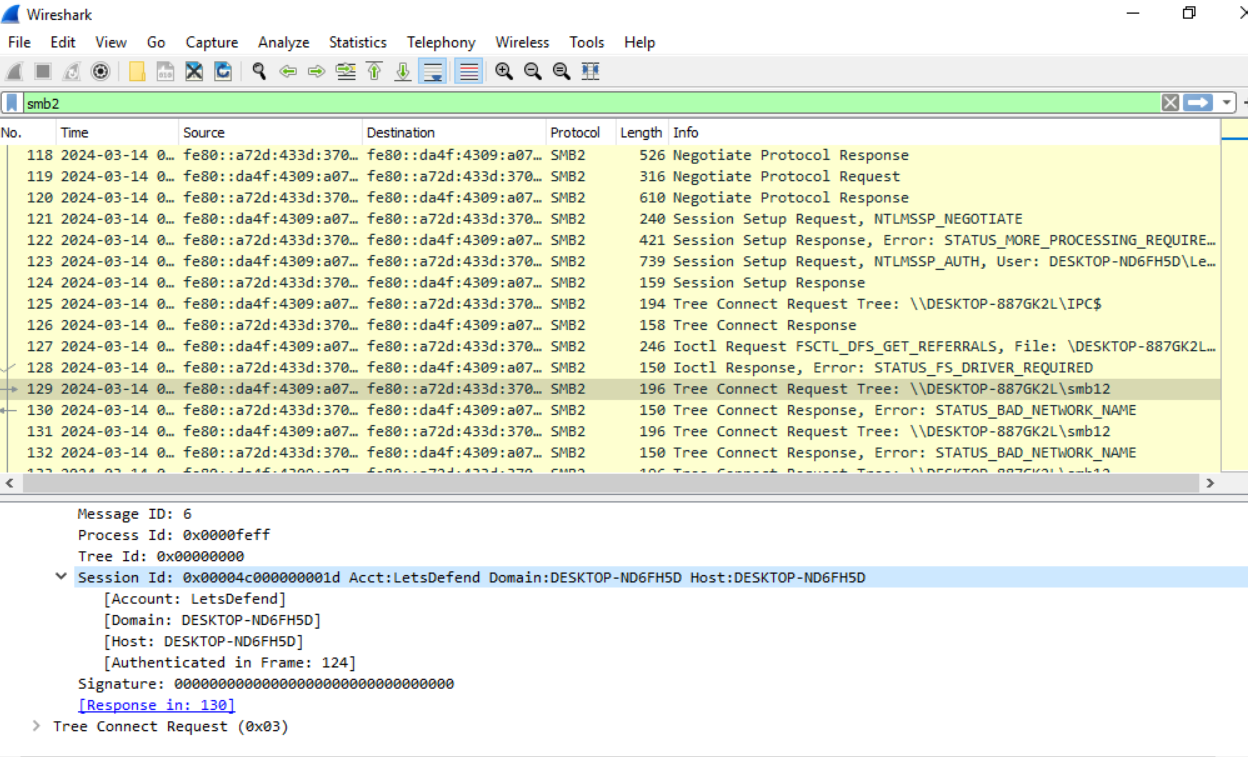 Wireshark
File Edit View Go Capture Analyze Statistics Telephony Wireless Tools Help
smb2
No. Time Source Destination Protocol Length Info
118 2024-03-14 0… fe80::a72d:433d:370… fe80::da4f:4309:a07… SMB2 526 Negotiate Protocol Response
119 2024-03-14 0… fe80::da4f:4309:a07… fe80::a72d:433d:370… SMB2 316 Negotiate Protocol Request
120 2024-03-14 0… fe80::a72d:433d:370… fe80::da4f:4309:a07… SMB2 610 Negotiate Protocol Response
121 2024-03-14 0… fe80::da4f:4309:a07… fe80::a72d:433d:370… SMB2 240 Session Setup Request, NTLMSSP_NEGOTIATE
122 2024-03-14 0… fe80::a72d:433d:370… fe80::da4f:4309:a07… SMB2 421 Session Setup Response, Error: STATUS_MORE_PROCESSING_REQUIRE…
123 2024-03-14 0… fe80::da4f:4309:a07… fe80::a72d:433d:370… SMB2 739 Session Setup Request, NTLMSSP_AUTH, User: DESKTOP-ND6FH5D\Le…
124 2024-03-14 0… fe80::a72d:433d:370… fe80::da4f:4309:a07… SMB2 159 Session Setup Response
125 2024-03-14 0… fe80::da4f:4309:a07… fe80::a72d:433d:370… SMB2 194 Tree Connect Request Tree: \\DESKTOP-887GK2L\IPC$
126 2024-03-14 0… fe80::a72d:433d:370… fe80::da4f:4309:a07… SMB2 158 Tree Connect Response
127 2024-03-14 0… fe80::da4f:4309:a07… fe80::a72d:433d:370… SMB2 246 Ioctl Request FSCTL_DFS_GET_REFERRALS, File: \DESKTOP-887GK2L…
128 2024-03-14 0… fe80::a72d:433d:370… fe80::da4f:4309:a07… SMB2 150 Ioctl Response, Error: STATUS_FS_DRIVER_REQUIRED
129 2024-03-14 0… fe80::da4f:4309:a07… fe80::a72d:433d:370… SMB2 196 Tree Connect Request Tree: \\DESKTOP-887GK2L\smb12
130 2024-03-14 0… fe80::a72d:433d:370… fe80::da4f:4309:a07… SMB2 150 Tree Connect Response, Error: STATUS_BAD_NETWORK_NAME
131 2024-03-14 0… fe80::da4f:4309:a07… fe80::a72d:433d:370… SMB2 196 Tree Connect Request Tree: \\DESKTOP-887GK2L\smb12
132 2024-03-14 0… fe80::a72d:433d:370… fe80::da4f:4309:a07… SMB2 150 Tree Connect Response, Error: STATUS_BAD_NETWORK_NAME
Message ID: 6
Process Id: 0x0000feff
Tree Id: 0x00000000
Session Id: 0x00004c000000001d Acct:LetsDefend Domain:DESKTOP-ND6FH5D Host:DESKTOP-ND6FH5D
[Account: LetsDefend]
[Domain: DESKTOP-ND6FH5D]
[Host: DESKTOP-ND6FH5D]
[Authenticated in Frame: 124]
Signature: 00000000000000000000000000000000
[Response in: 130]
Tree Connect Request (0x03)